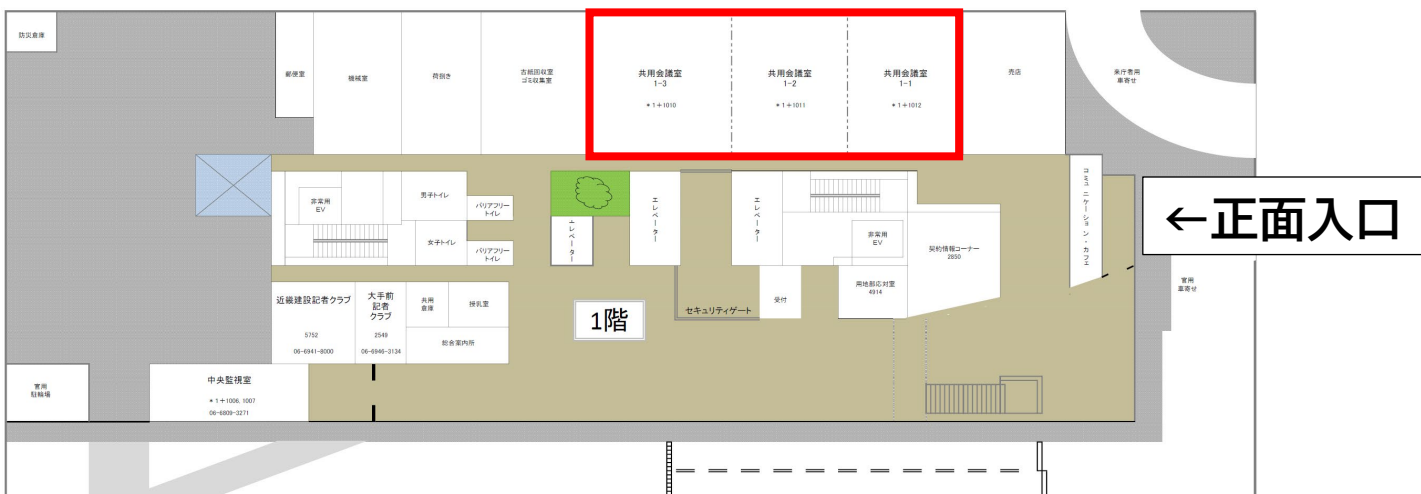 防災倉庫
郵便室
機械室
荷捌き
古紙回収室
ゴミ収集室
共用会議室
1-3
*1+1010
共用会議室
1-2
*1+1011
共用会議室
1-1
*1+1012
売店
来庁者用
車寄せ
非常用
EV
男子トイレ
女子トイレ
バリアフリー
トイレ
バリアフリー
トイレ
エレベーター
エレベーター
エレベーター
非常用
EV
契約情報コーナー
2850
コミュニケーション・カフェ
←正面入口
官用
車寄せ
用地部応対室
4914
受付
セキュリティゲート
1階
近畿建設記者クラブ
5752
06-6941-8000
大手前
記者
クラブ
2549
06-6946-3134
共用
倉庫
授乳室
総合案内所
官用
駐輪場
中央監視室
*1+1006,1007
06-6809-3271